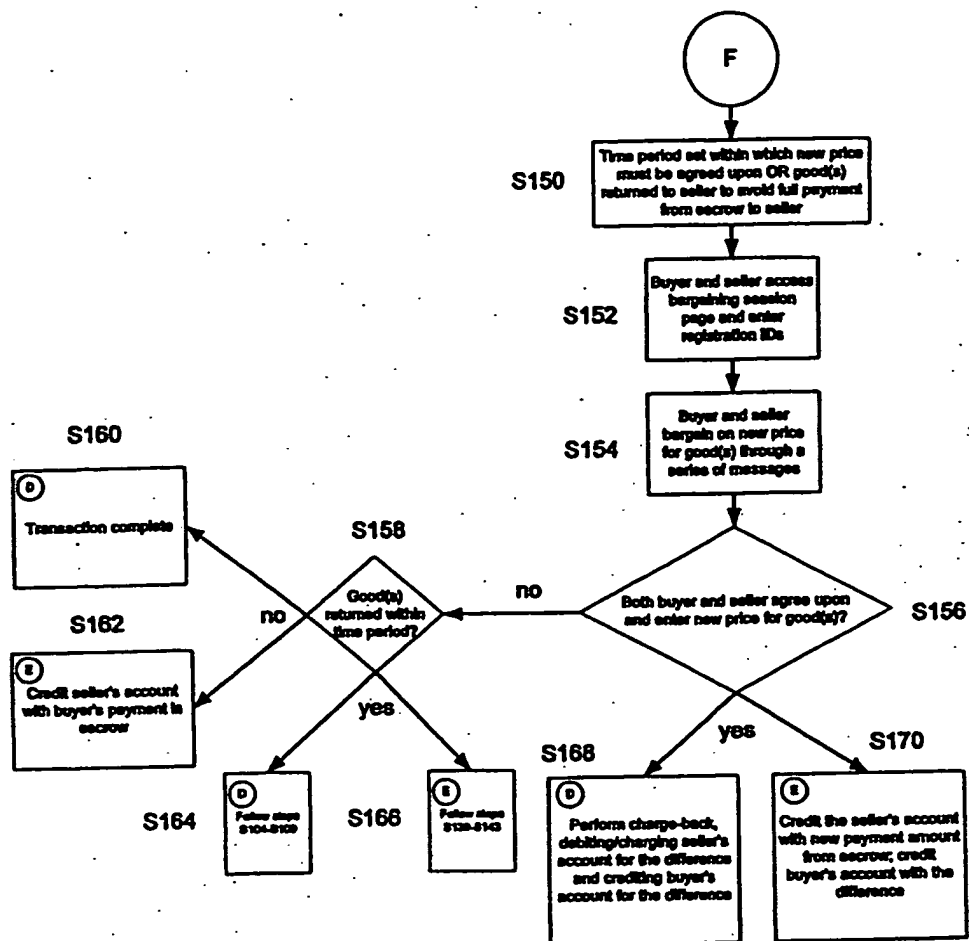 F
S150
Time period set within which new price
must be agreed upon OR good(s)
returned to seller to avoid full payment
from escrow to seller
S152
Buyer and seller access
bargaining session
page and enter
registration IDs
S154
Buyer and seller
bargain on new price
for good(s) through a
series of messages
S156
Both buyer and seller agree upon
and enter new price for good(s)?
no
yes
S158
Good(s)
returned within
time period?
no
yes
S160
D
Transaction complete
S162
E
Credit seller's account
with buyer's payment in
escrow
S164
D
Follow steps
S104-S109
S166
E
Follow steps
S168
D
Perform charge-back,
debiting/charging seller's
account for the difference
and crediting buyer's
account for the difference
S170
E
Credit the seller's account
with new payment amount
from escrow; credit
buyer's account with the
difference